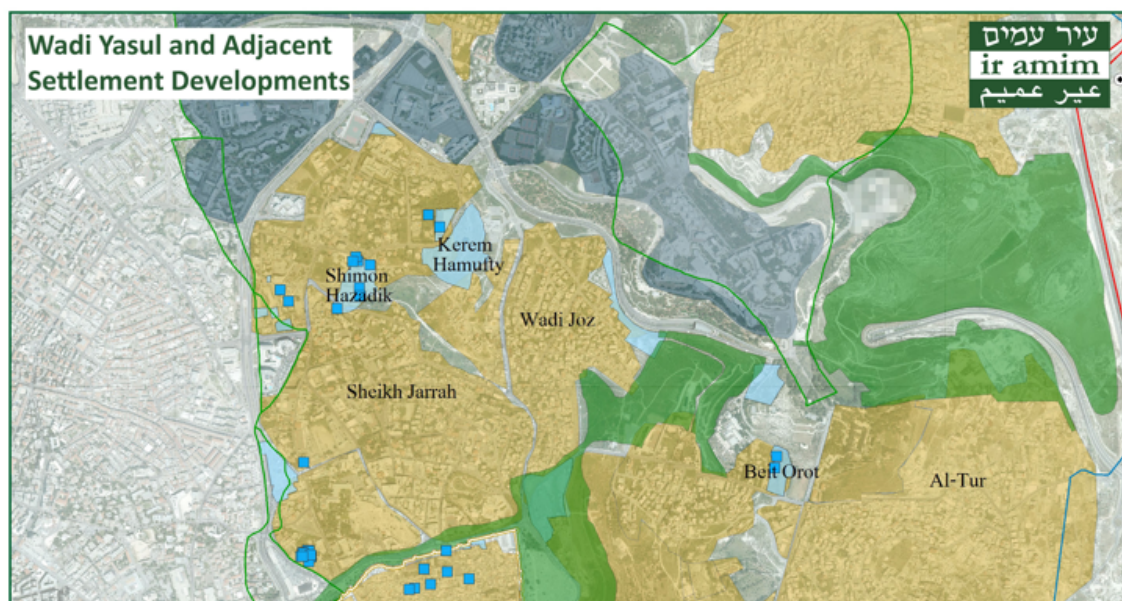 Wadi Yasul and Adjacent
Settlement Developments
עיר עמים
ir amim
عير عميم
Kerem
Hamufty
Shimon
Hazadik
Wadi Joz
Sheikh Jarrah
Beit Orot
Al-Tur